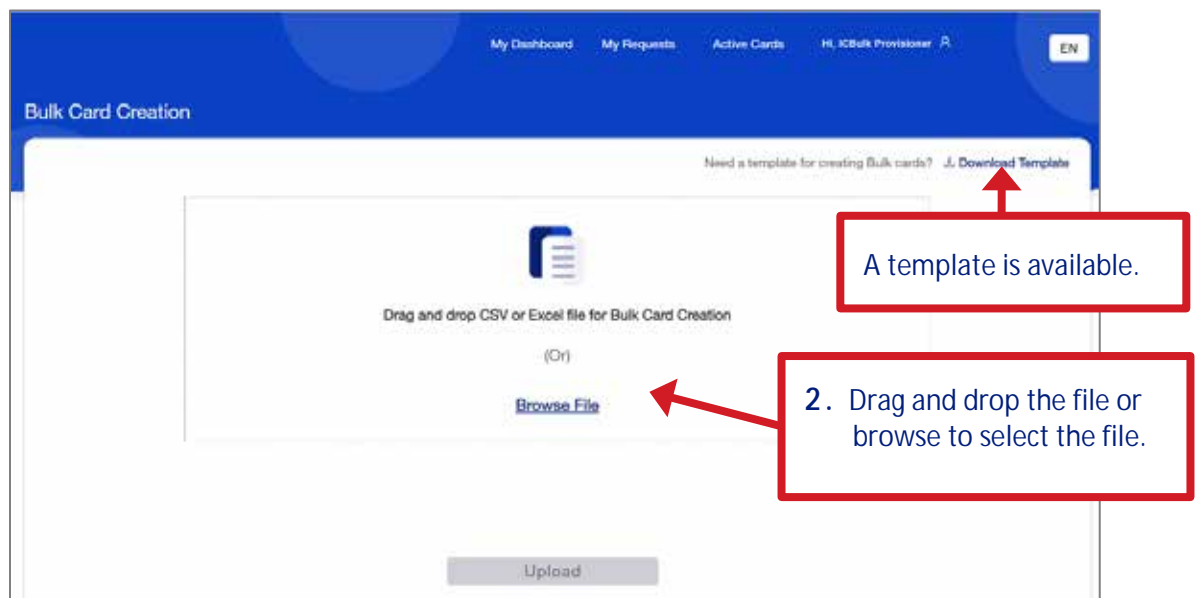 My Dashboard My Requests Active Cards Hi, ICBulk Provisioner
EN
Bulk Card Creation
Need a template for creating Bulk cards? Download Template
A template is available.
Drag and drop CSV or Excel file for Bulk Card Creation
(Or)
Browse File
2. Drag and drop the file or
browse to select the file.
Upload